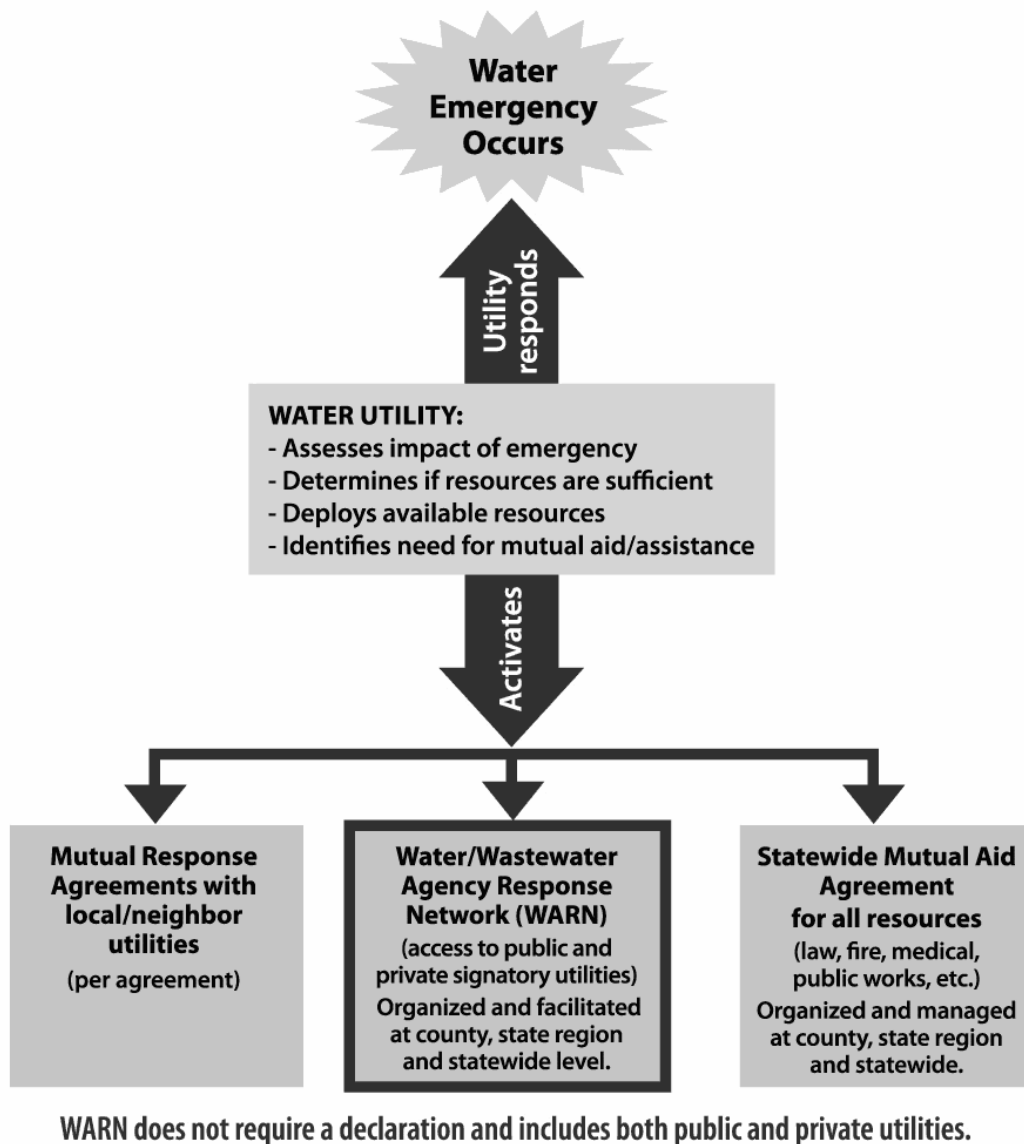 Water
Emergency
Occurs
Utility
responds
WATER UTILITY:
- Assesses impact of emergency
- Determines if resources are sufficient
- Deploys available resources
- Identifies need for mutual aid/assistance
Activates
Mutual Response
Agreements with
local/neighbor
utilities
(per agreement)
Water/Wastewater
Agency Response
Network (WARN)
(access to public and
private signatory utilities)
Organized and facilitated
at county, state region
and statewide level.
Statewide Mutual Aid
Agreement
for all resources
(law, fire, medical,
public works, etc.)
Organized and managed
at county, state region
and statewide.
WARN does not require a declaration and includes both public and private utilities.